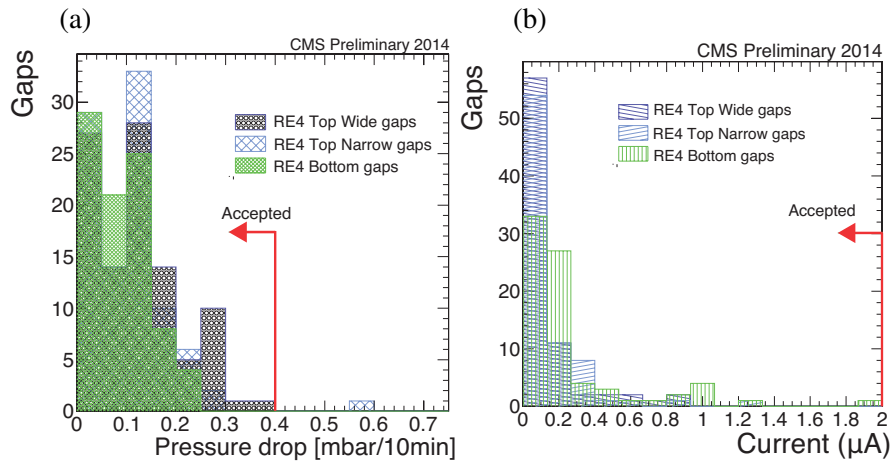 (a)
CMS Preliminary 2014
Gaps
30
25
20
15
10
5
0
RE4 Top Wide gaps
RE4 Top Narrow gaps
RE4 Bottom gaps
Accepted
0 0.1 0.2 0.3 0.4 0.5 0.6 0.7
Pressure drop [mbar/10min]
(b)
CMS Preliminary 2014
Gaps
50
40
30
20
10
0
RE4 Top Wide gaps
RE4 Top Narrow gaps
RE4 Bottom gaps
Accepted
0 0.2 0.4 0.6 0.8 1 1.2 1.4 1.6 1.8 2
Current (μA)